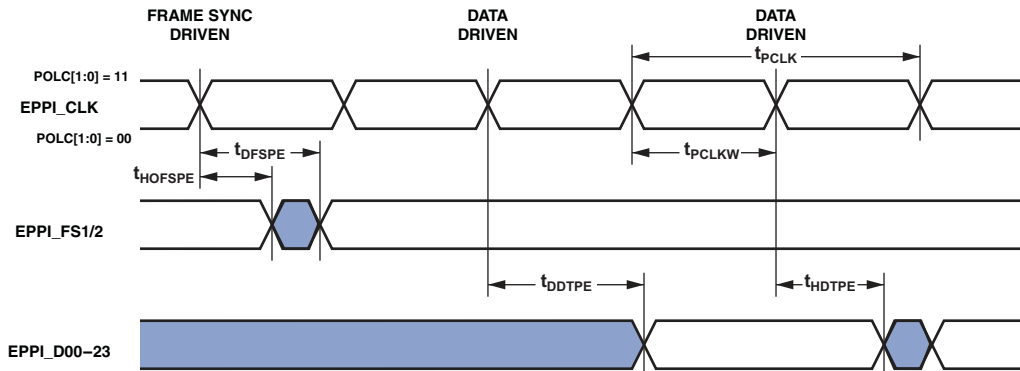 FRAME SYNC
DRIVEN
DATA
DRIVEN
DATA
DRIVEN
tPCLK
POLC[1:0] = 11
EPPI_CLK
POLC[1:0] = 00
tDFSPE
tPCLKW
tHOFSPE
EPPI_FS1/2
tDDTPE
tHDTPE
EPPI_D00–23